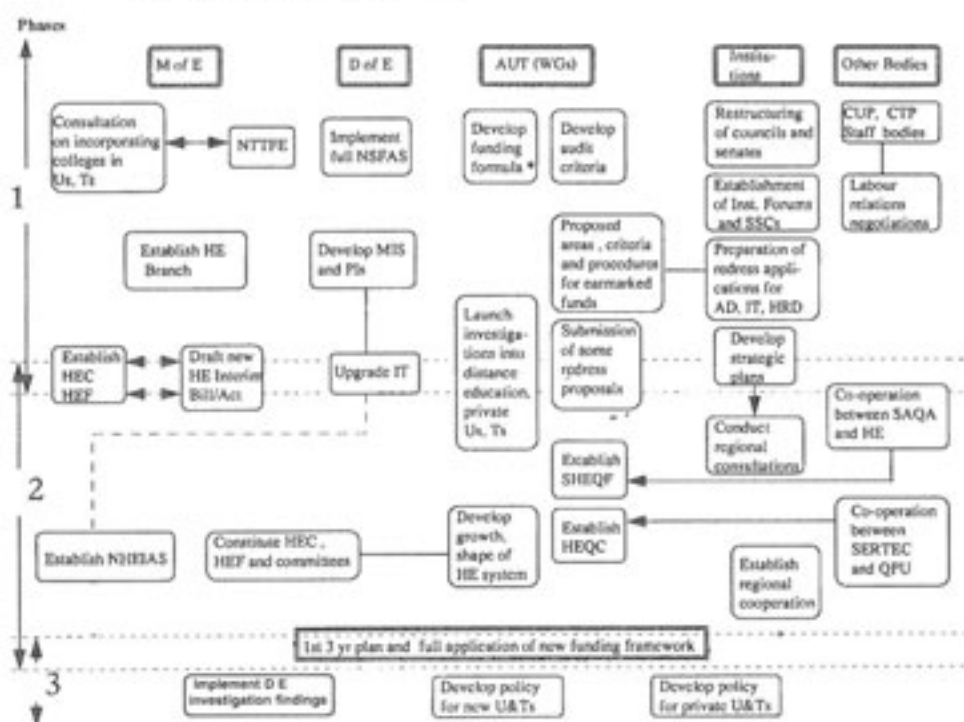 Phases
M of E
D of E
AUT (WGs)
Institu-
tions
Other Bodies
Consultation
on incorporating
colleges in
Us, Ts
NTTFE
Implement
full NSFAS
Develop
funding
formula *
Develop
audit
criteria
Restructuring
of councils and
senates
CUP, CTP
Staff bodies
1
Establishment
of Inst. Forums
and SSCs
Labour
relations
negotiations
Establish HE
Branch
Develop MIS
and PIs
Proposed
areas , criteria
and procedures
for earmarked
funds
Preparation of
redress appli-
cations for
AD, IT, HRD
Launch
investiga-
tions into
distance
education,
private
Us, Ts
Submission
of some
redress
proposals
Develop
strategic
plans
Establish
HEC
HEF
Draft new
HE Interim
Bill/Act
Upgrade IT
Co-operation
between SAQA
and HE
Conduct
regional
consultations
2
Establish
SHEQF
Establish NHEIAS
Constitute HEC ,
HEF and committees
Develop
growth,
shape of
HE system
Establish
HEQC
Co-operation
between
SERTEC
and QPU
Establish
regional
cooperation
1st 3 yr plan and full application of new funding framework
3
Implement D E
investigation findings
Develop policy
for new U&Ts
Develop policy
for private U&Ts